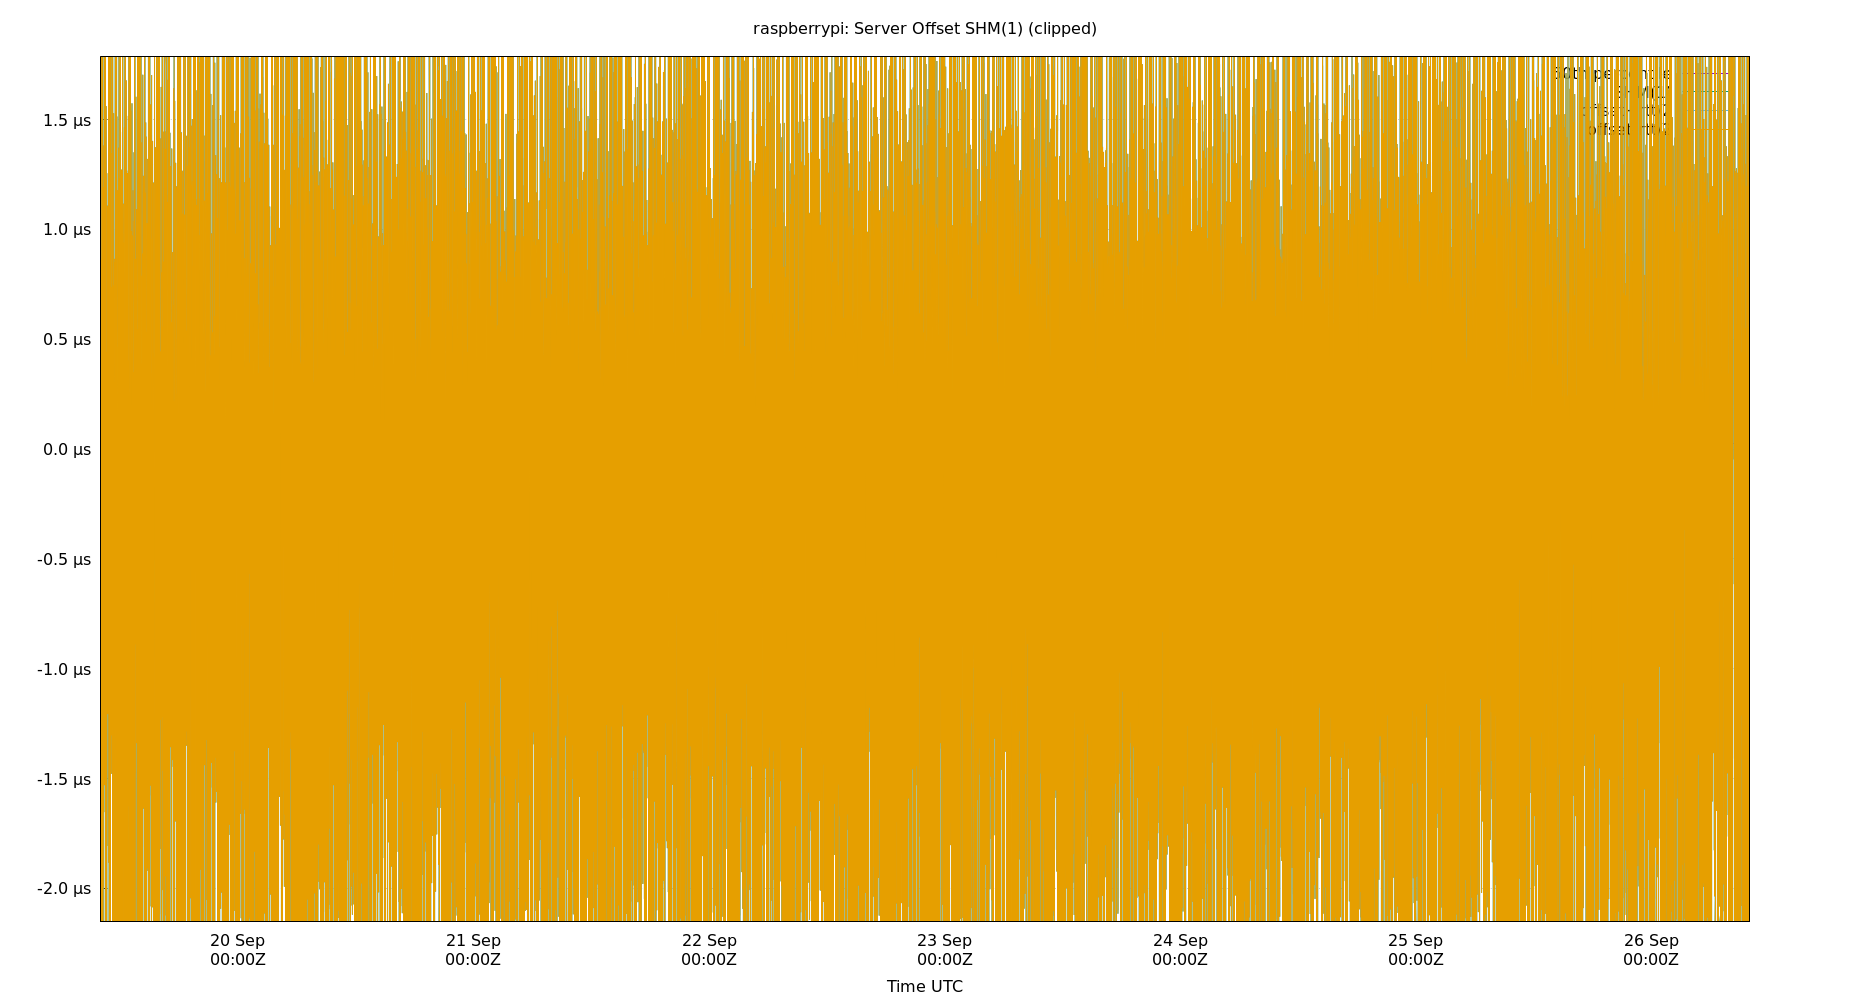 raspberrypi: Server Offset SHM(1) (clipped)
1.5 µs
1.0 µs
0.5 µs
0.0 µs
-0.5 µs
-1.0 µs
-1.5 µs
-2.0 µs
20 Sep
00:00Z
21 Sep
00:00Z
22 Sep
00:00Z
23 Sep
00:00Z
24 Sep
00:00Z
25 Sep
00:00Z
26 Sep
00:00Z
Time UTC